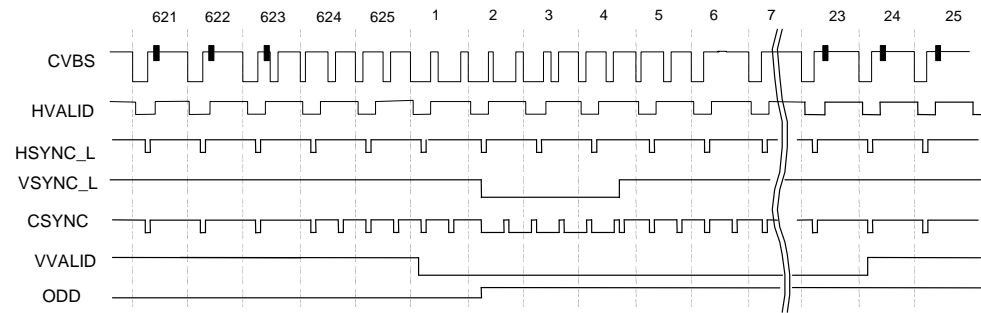 621 622 623 624 625 1 2 3 4 5 6 7 23 24 25
CVBS
HVALID
HSYNC_L
VSYNC_L
CSYNC
VVALID
ODD